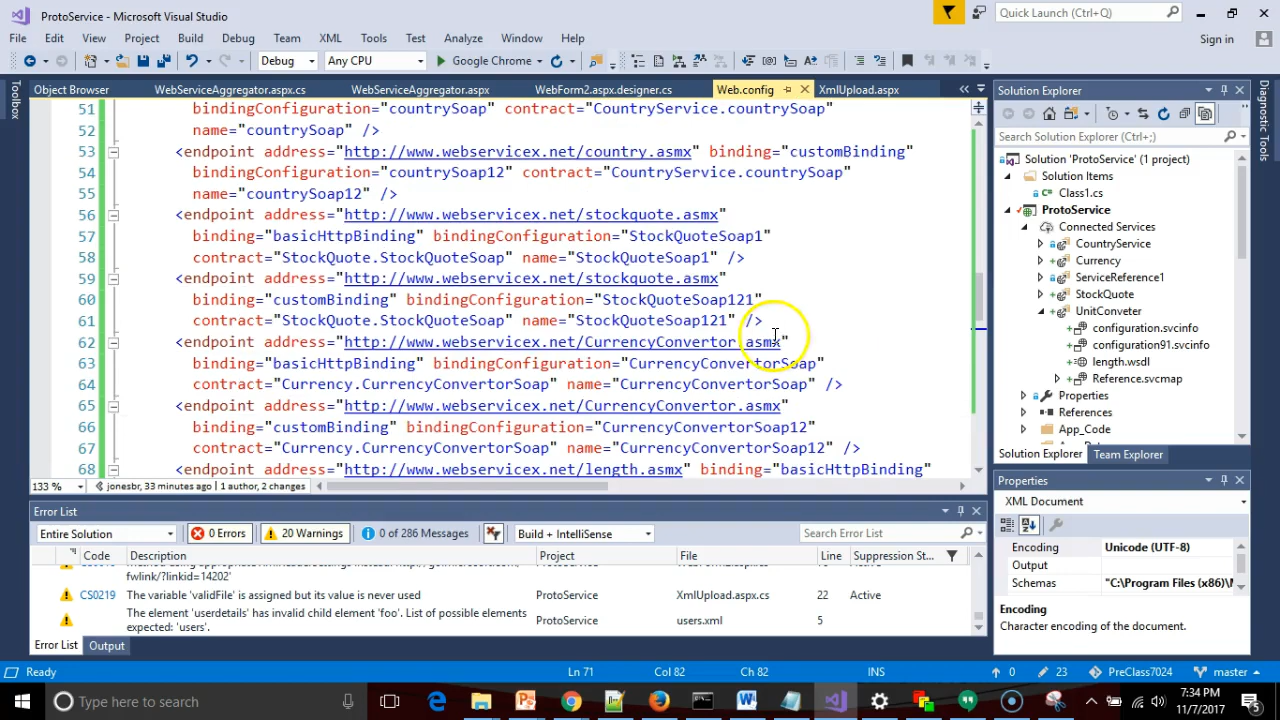 ProtoService - Microsoft Visual Studio
Quick Launch (Ctrl+Q)
File Edit View Project Build Debug Team XML Tools Test Analyze Window Help
Sign in
Debug Any CPU Google Chrome
Toolbox
Object Browser WebServiceAggregator.aspx.cs WebServiceAggregator.aspx WebForm2.aspx.designer.cs Web.config XmlUpload.aspx
51 bindingConfiguration="countrySoap" contract="CountryService.countrySoap"
52 name="countrySoap" />
53 <endpoint address="http://www.webservicex.net/country.asmx" binding="customBinding"
54 bindingConfiguration="countrySoap12" contract="CountryService.countrySoap"
55 name="countrySoap12" />
56 <endpoint address="http://www.webservicex.net/stockquote.asmx"
57 binding="basicHttpBinding" bindingConfiguration="StockQuoteSoap1"
58 contract="StockQuote.StockQuoteSoap" name="StockQuoteSoap1" />
59 <endpoint address="http://www.webservicex.net/stockquote.asmx"
60 binding="customBinding" bindingConfiguration="StockQuoteSoap121"
61 contract="StockQuote.StockQuoteSoap" name="StockQuoteSoap121" />
62 <endpoint address="http://www.webservicex.net/CurrencyConvertor.asmx"
63 binding="basicHttpBinding" bindingConfiguration="CurrencyConvertorSoap"
64 contract="Currency.CurrencyConvertorSoap" name="CurrencyConvertorSoap" />
65 <endpoint address="http://www.webservicex.net/CurrencyConvertor.asmx"
66 binding="customBinding" bindingConfiguration="CurrencyConvertorSoap12"
67 contract="Currency.CurrencyConvertorSoap" name="CurrencyConvertorSoap12" />
68 <endpoint address="http://www.webservicex.net/length.asmx" binding="basicHttpBinding"
133 % jonesbr, 33 minutes ago | 1 author, 2 changes
Solution Explorer
Search Solution Explorer (Ctrl+;)
Solution 'ProtoService' (1 project)
Solution Items
Class1.cs
ProtoService
Connected Services
CountryService
Currency
ServiceReference1
StockQuote
UnitConveter
configuration.svcinfo
configuration91.svcinfo
length.wsdl
Reference.svcmap
Properties
References
App_Code
Solution Explorer Team Explorer
Diagnostic Tools
Properties
XML Document
Encoding Unicode (UTF-8)
Output
Schemas "C:\Program Files (x86)\
Encoding
Character encoding of the document.
Error List
Entire Solution 0 Errors 20 Warnings 0 of 286 Messages Build + IntelliSense Search Error List
Code Description Project File Line Suppression St...
fwlink/?linkid=14202'
CS0219 The variable 'validFile' is assigned but its value is never used ProtoService XmlUpload.aspx.cs 22 Active
The element 'userdetails' has invalid child element 'foo'. List of possible elements
expected: 'users'. ProtoService users.xml 5
Error List Output
Ready Ln 71 Col 82 Ch 82 INS 0 23 PreClass7024 master
Type here to search
7:34 PM
11/7/2017
5